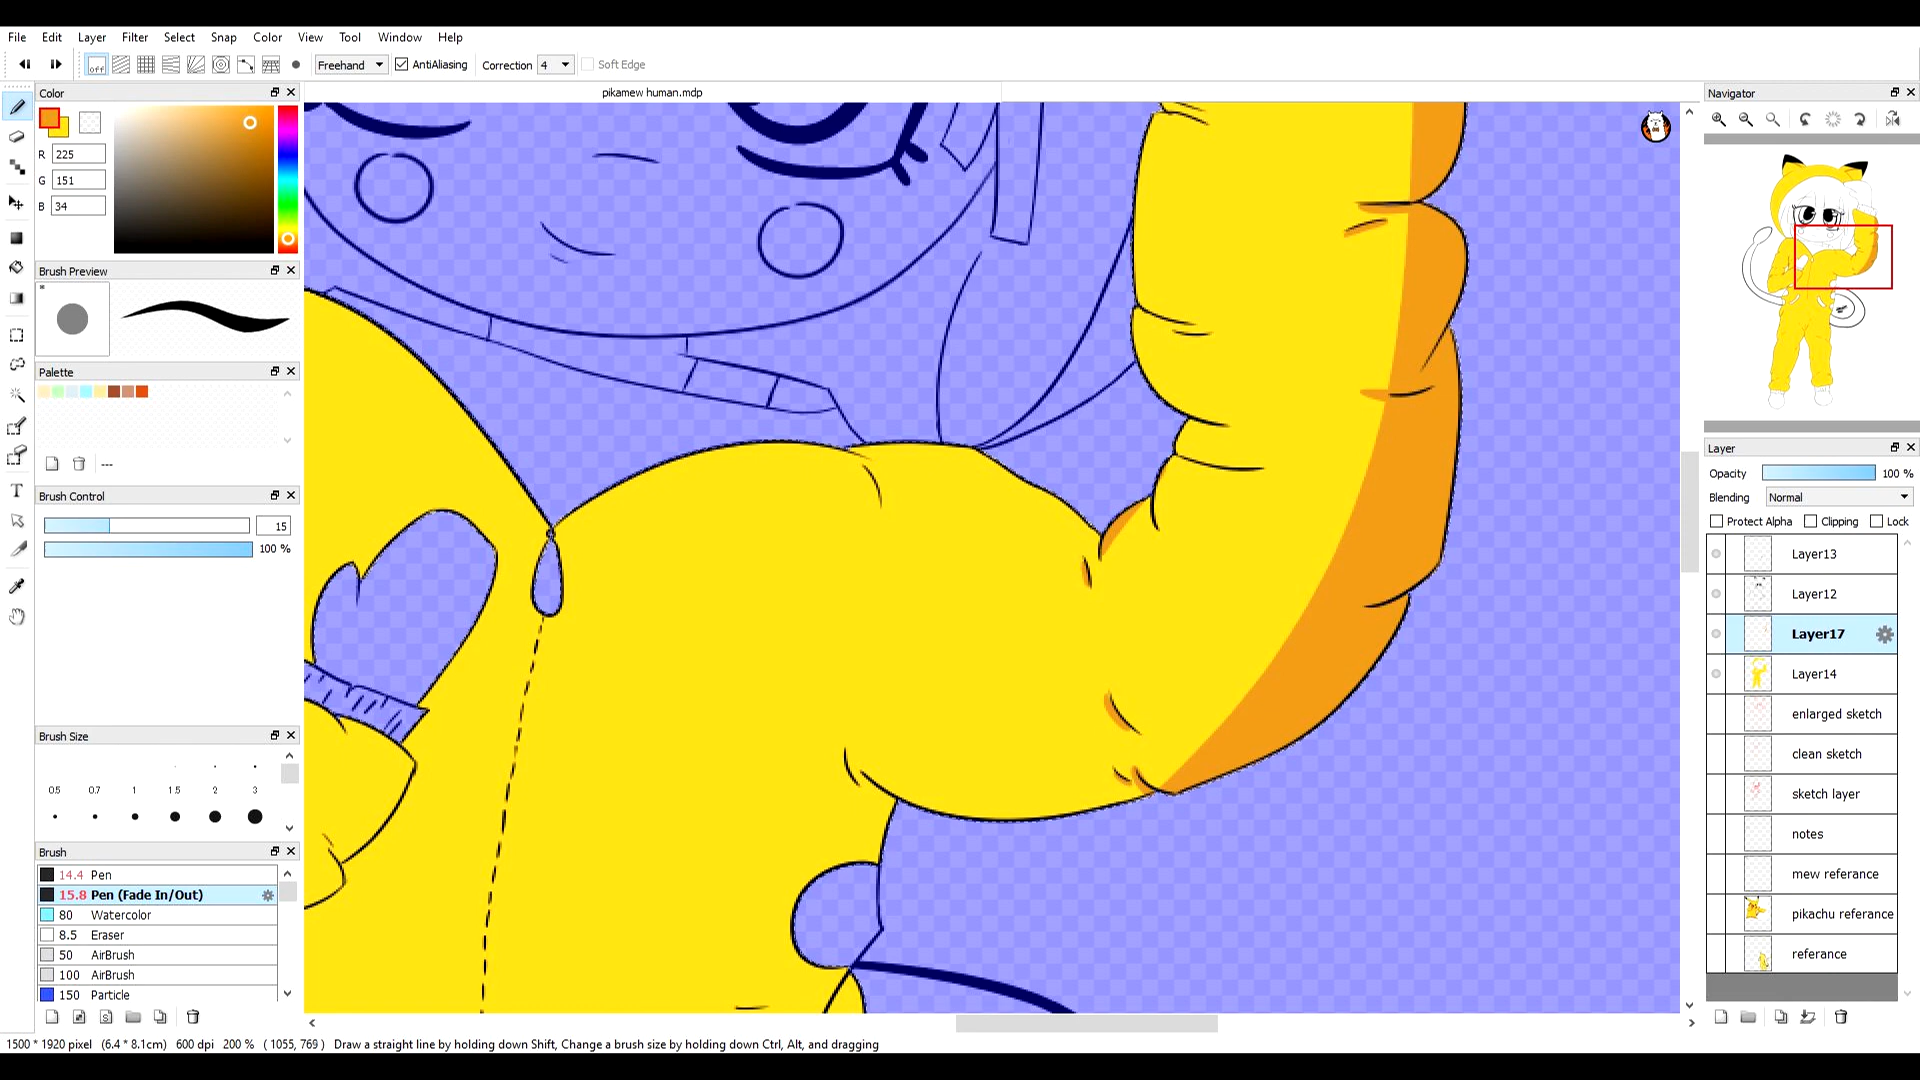 File Edit Layer Filter Select Snap Color View Tool Window Help
off Freehand AntiAliasing Correction 4 Soft Edge
Color
pikamew human.mdp
Navigator
R 225
G 151
B 34
Brush Preview
Palette
---
Brush Control
15
100 %
Brush Size
0.5 0.7 1 1.5 2 3
Brush
14.4 Pen
15.8 Pen (Fade In/Out)
80 Watercolor
8.5 Eraser
50 AirBrush
100 AirBrush
150 Particle
Layer
Opacity 100 %
Blending Normal
Protect Alpha Clipping Lock
Layer13
Layer12
Layer17
Layer14
enlarged sketch
clean sketch
sketch layer
notes
mew referance
pikachu referance
referance
1500 * 1920 pixel (6.4 * 8.1cm) 600 dpi 200 % ( 1055, 769 ) Draw a straight line by holding down Shift, Change a brush size by holding down Ctrl, Alt, and dragging